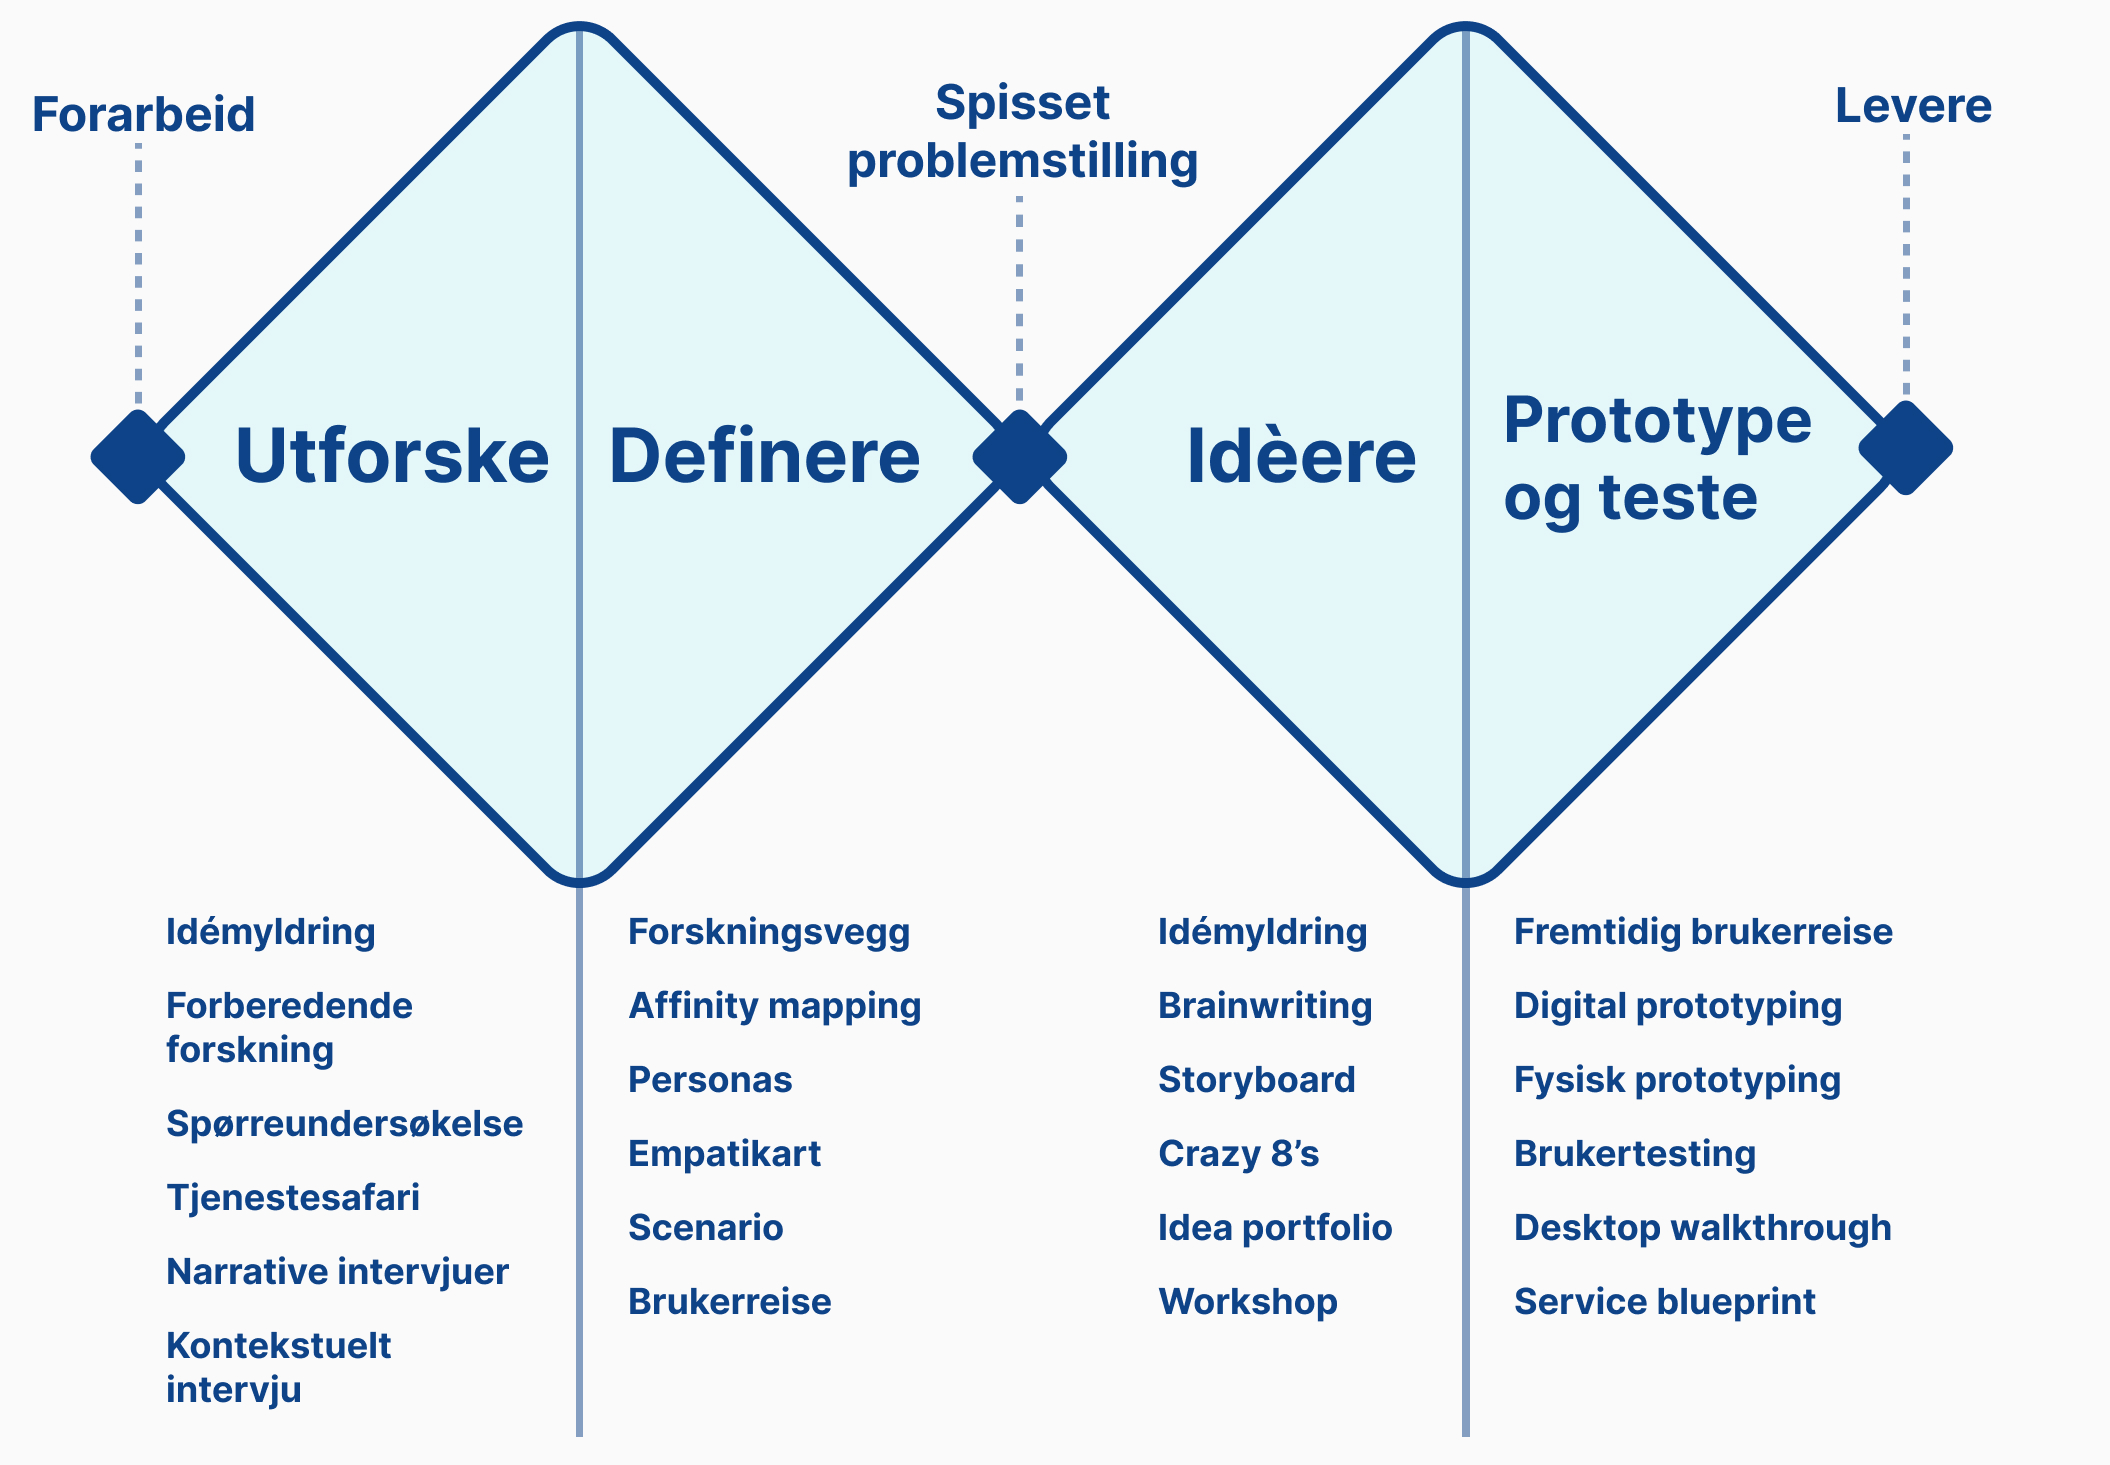 Forarbeid
Spisset
problemstilling
Levere
Utforske
Definere
Idèere
Prototype
og teste
Idémyldring
Forberedende
forskning
Spørreundersøkelse
Tjenestesafari
Narrative intervjuer
Kontekstuelt
intervju
Forskningsvegg
Affinity mapping
Personas
Empatikart
Scenario
Brukerreise
Idémyldring
Brainwriting
Storyboard
Crazy 8’s
Idea portfolio
Workshop
Fremtidig brukerreise
Digital prototyping
Fysisk prototyping
Brukertesting
Desktop walkthrough
Service blueprint